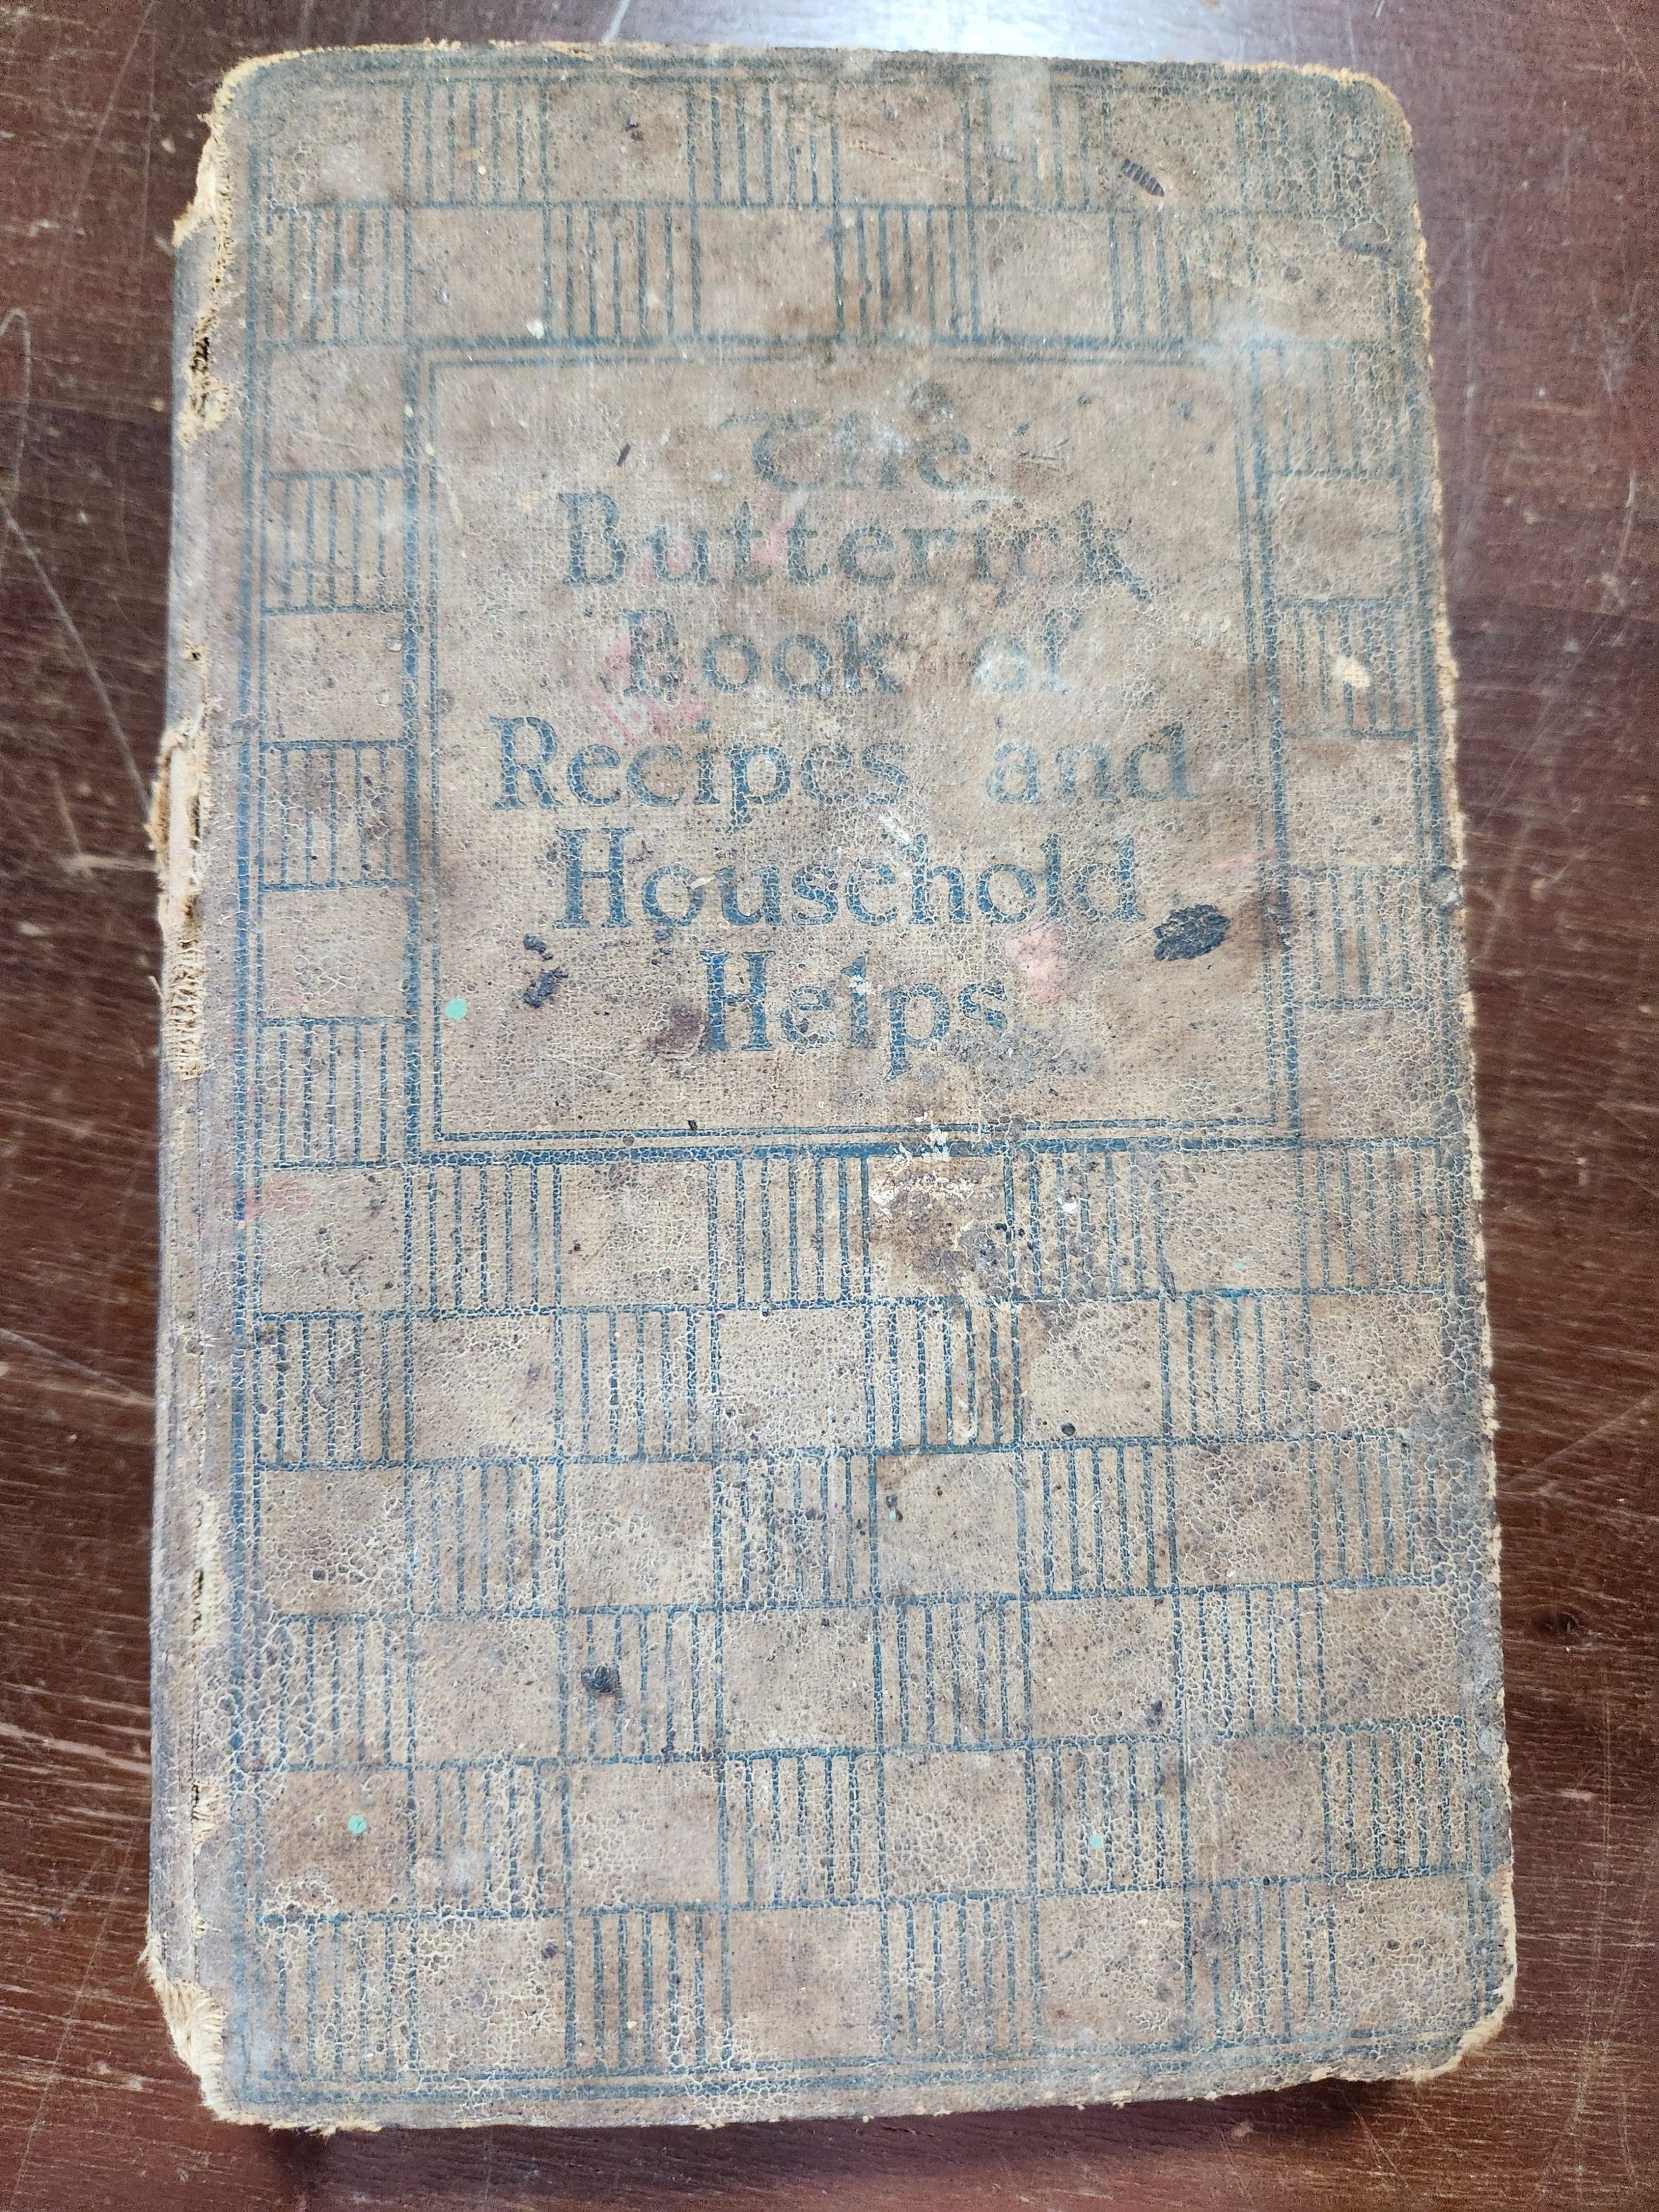 The
Butterick
Book of
Recipes and
Household
Helps